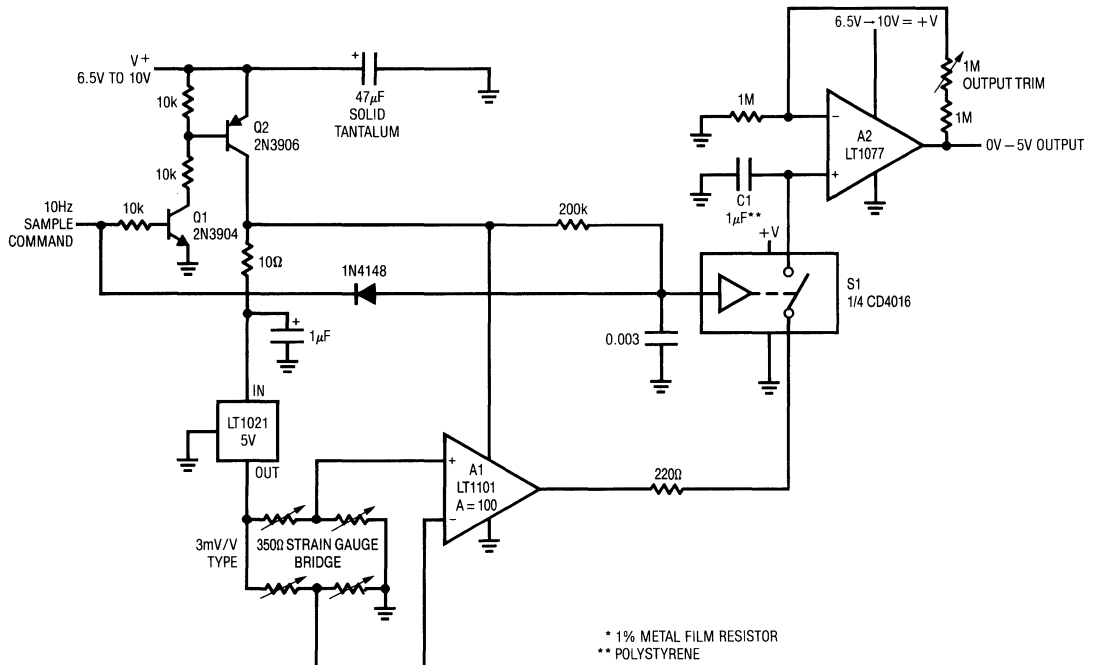 V+
6.5V TO 10V
10k
Q2
2N3906
10k
+
47µF
SOLID
TANTALUM
10Hz
SAMPLE
COMMAND
10k
Q1
2N3904
10Ω
1N4148
+
1µF
200k
0.003
IN
LT1021
5V
OUT
3mV/V
TYPE
350Ω STRAIN GAUGE
BRIDGE
+
A1
LT1101
A = 100
−
220Ω
6.5V→10V = +V
1M
OUTPUT TRIM
1M
1M
−
A2
LT1077
+
0V – 5V OUTPUT
C1
1µF**
+V
S1
1/4 CD4016
* 1% METAL FILM RESISTOR
** POLYSTYRENE